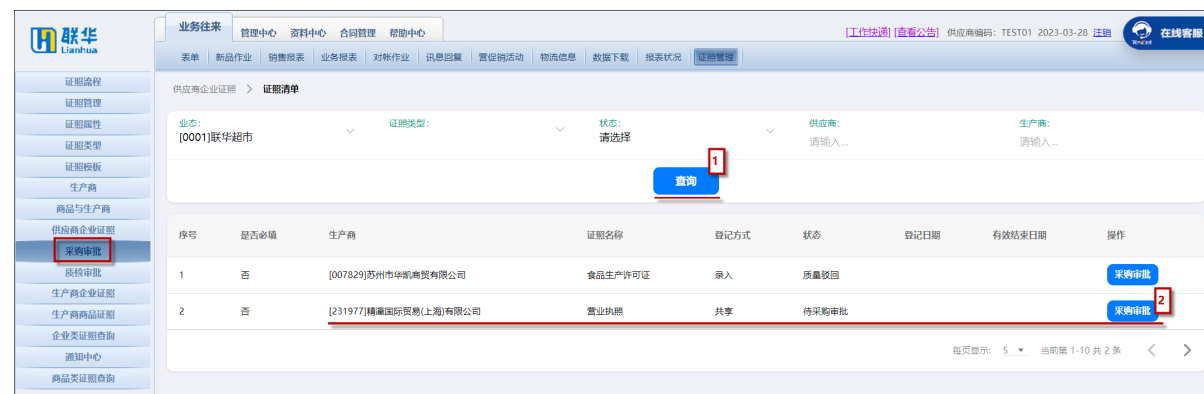 联华
Lianhua
业务往来 管理中心 资料中心 合同管理 帮助中心
[工作快递] [查看公告] 供应商编码: TEST01 2023-03-28 注销
Tencent 在线客服
表单 新品作业 销售报表 业务报表 对帐作业 讯息回复 营促销活动 物流信息 数据下载 报表状况 证照管理
证照流程
证照管理
证照属性
证照类型
证照模板
生产商
商品与生产商
供应商企业证照
采购审批
质检审批
生产商企业证照
生产商商品证照
企业类证照查询
通知中心
商品类证照查询
供应商企业证照 > 证照清单
业态: 证照类型: 状态: 供应商: 生产商:
[0001]联华超市 请选择 请输入... 请输入...
1
查询
序号 是否必填 生产商 证照名称 登记方式 状态 登记日期 有效结束日期 操作
1 否 [007829]苏州市华凯商贸有限公司 食品生产许可证 录入 质量驳回 采购审批
2 否 [231977]精瀛国际贸易(上海)有限公司 营业执照 共享 待采购审批 采购审批
2
每页显示: 5 当前第 1-10 共 2 条